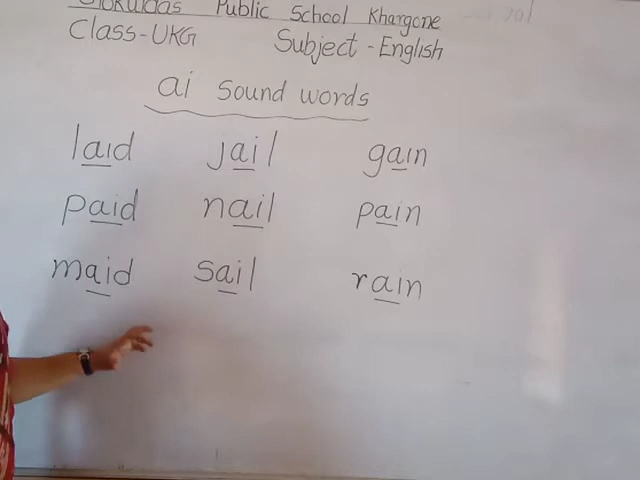 Public School Khargone
Class-UKG Subject-English
ai sound words
laid jail gain
paid nail pain
maid sail rain